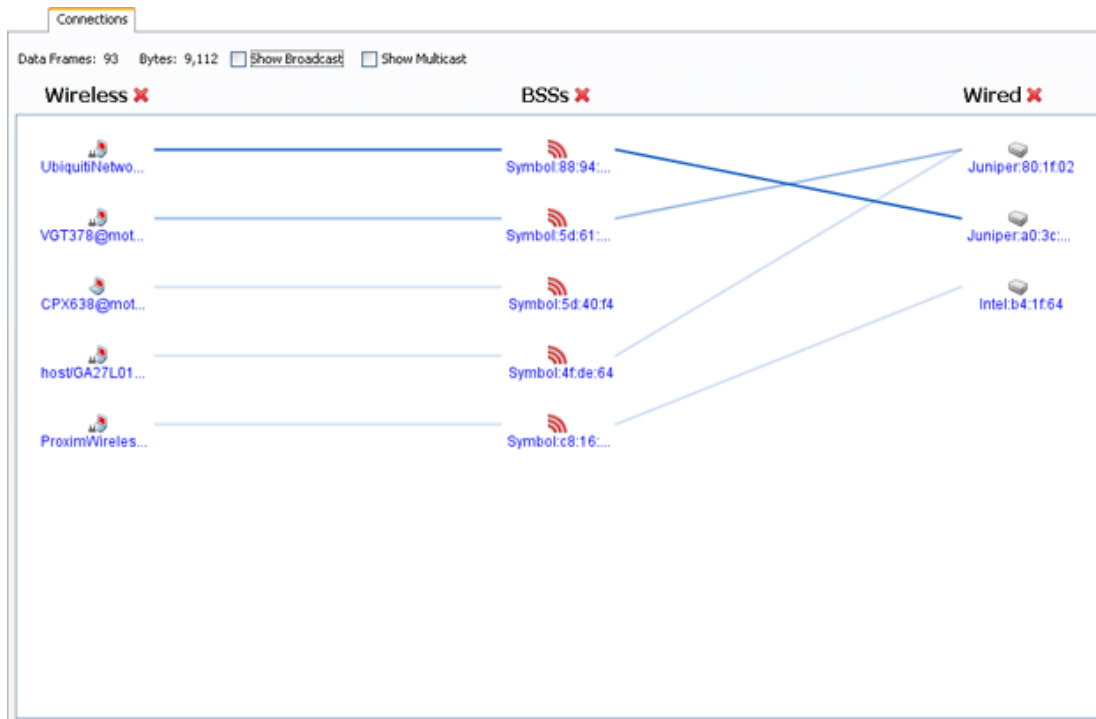 Connections
Data Frames: 93 Bytes: 9,112 Show Broadcast Show Multicast
Wireless BSSs Wired
UbiquitiNetwo... Symbol:88:94:... Juniper:80:1f:02
VGT378@mot... Symbol:5d:61:... Juniper:a0:3c:...
CPX638@mot... Symbol:5d:40:f4 Intel:b4:1f:64
host/GA27L01... Symbol:4f:de:64
ProximWireles... Symbol:c8:16:...